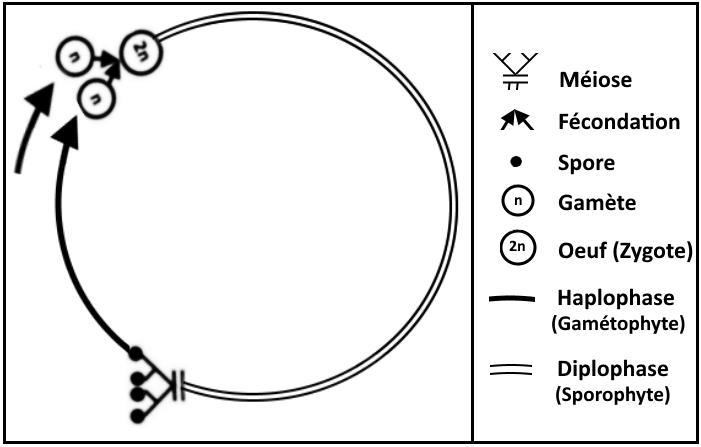 n
2n
n
Méiose
Fécondation
Spore
n
Gamète
2n
Oeuf (Zygote)
Haplophase
(Gamétophyte)
Diplophase
(Sporophyte)